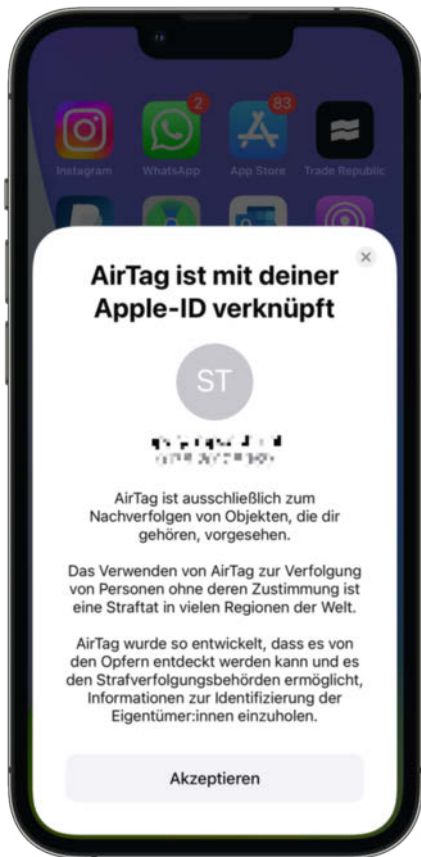 2
83
Instagram
WhatsApp
App Store
Trade Republic
AirTag ist mit deiner
Apple-ID verknüpft
ST
AirTag ist ausschließlich zum
Nachverfolgen von Objekten, die dir
gehören, vorgesehen.
Das Verwenden von AirTag zur Verfolgung
von Personen ohne deren Zustimmung ist
eine Straftat in vielen Regionen der Welt.
AirTag wurde so entwickelt, dass es von
den Opfern entdeckt werden kann und es
den Strafverfolgungsbehörden ermöglicht,
Informationen zur Identifizierung der
Eigentümer:innen einzuholen.
Akzeptieren